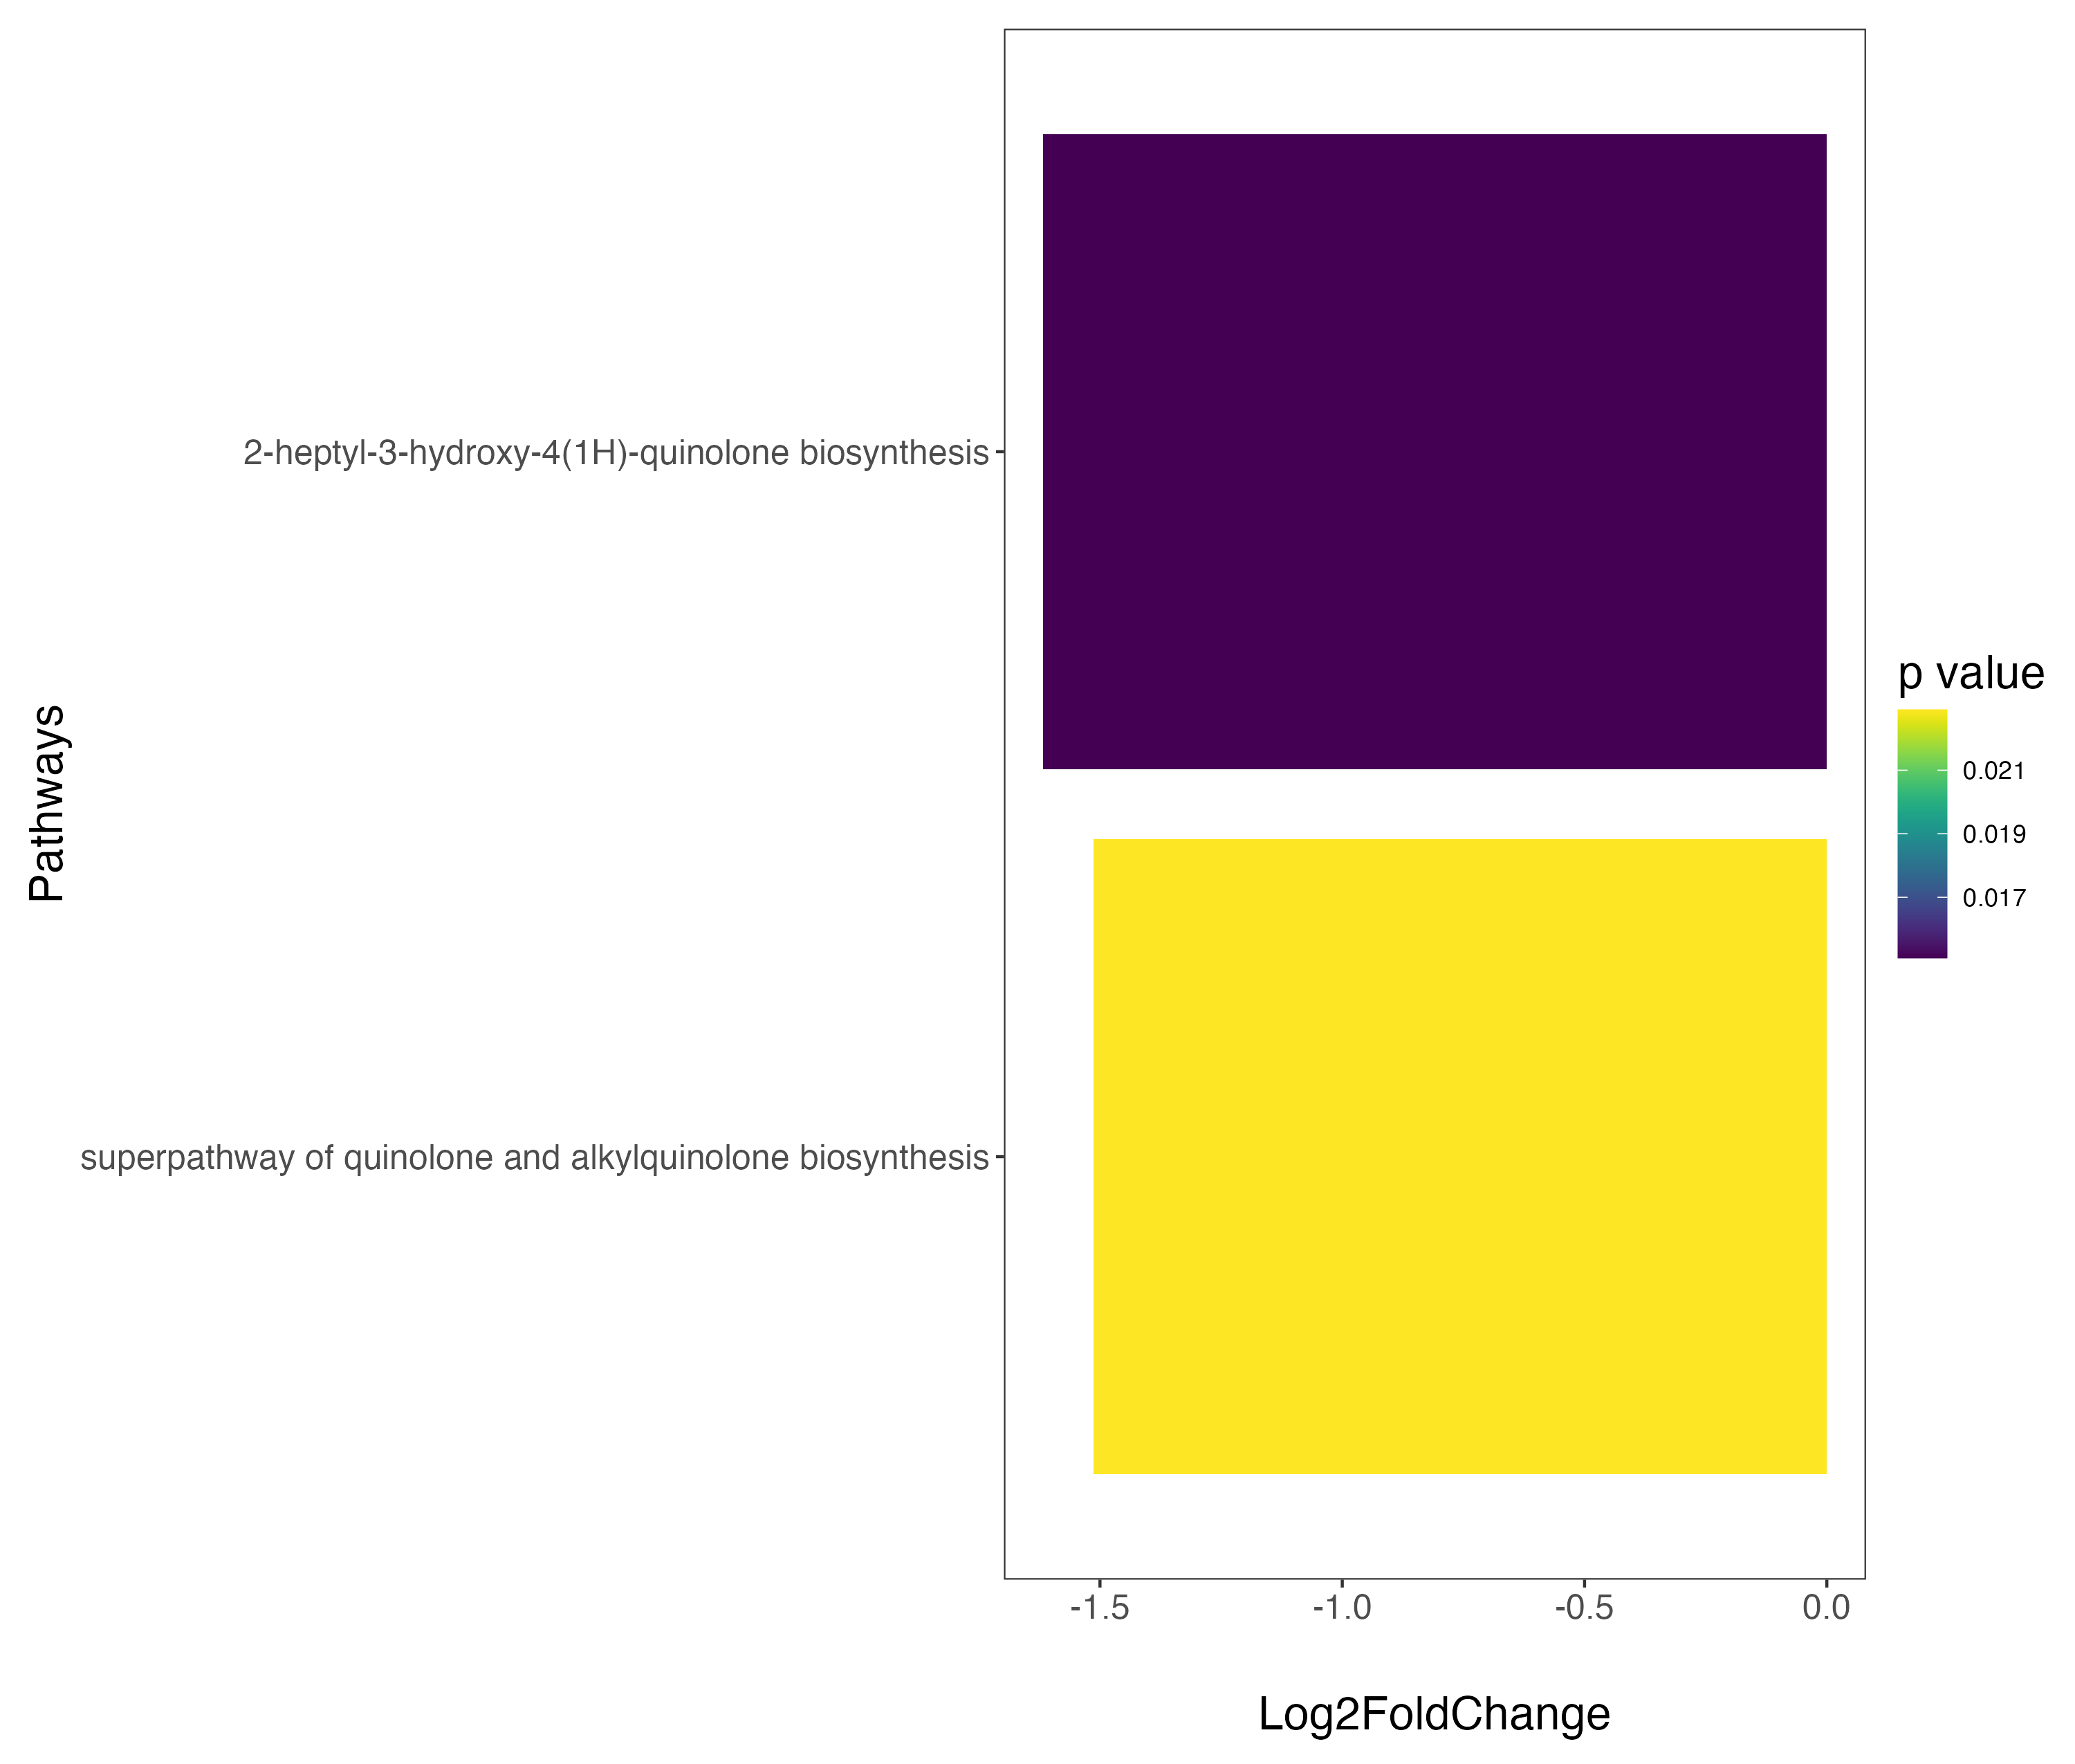 Pathways
2-heptyl-3-hydroxy-4(1H)-quinolone biosynthesis
superpathway of quinolone and alkylquinolone biosynthesis
-1.5
-1.0
-0.5
0.0
Log2FoldChange
p value
0.021
0.019
0.017